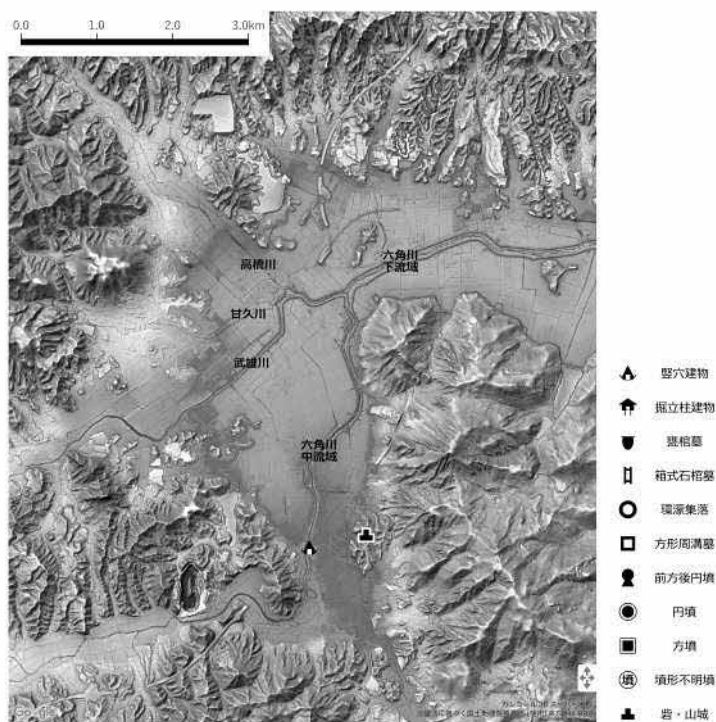 0.0 1.0 2.0 3.0km
高橋川
六角川
下流域
甘久川
武雄川
六角川
中流域
竪穴建物
掘立柱建物
甕棺墓
箱式石棺墓
環濠集落
方形周溝墓
前方後円墳
円墳
方墳
墳
墳形不明墳
砦・山城